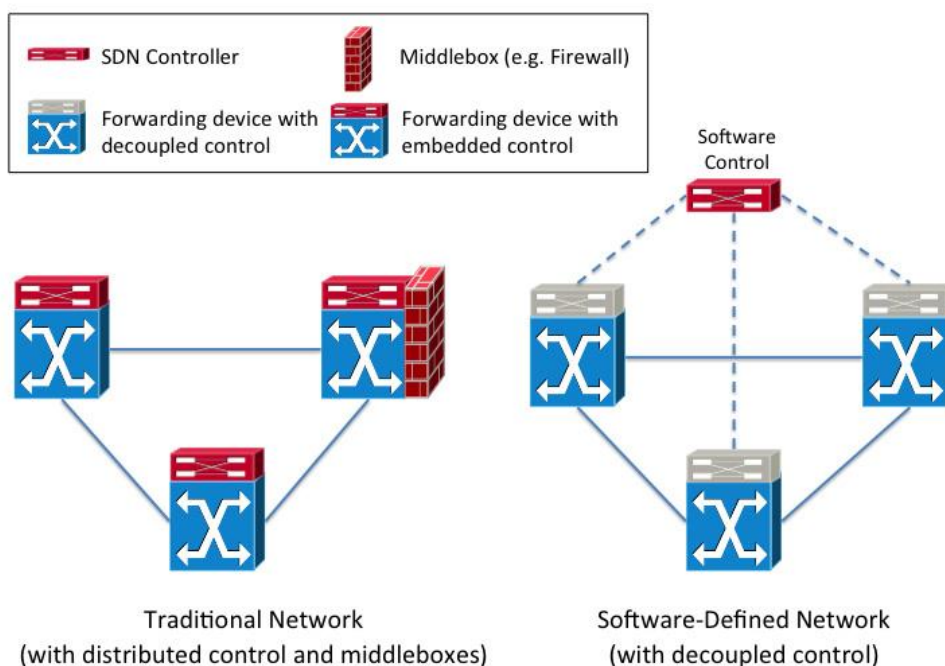 SDN Controller
Middlebox (e.g. Firewall)
Forwarding device with
decoupled control
Forwarding device with
embedded control
Software
Control
Traditional Network
(with distributed control and middleboxes)
Software-Defined Network
(with decoupled control)